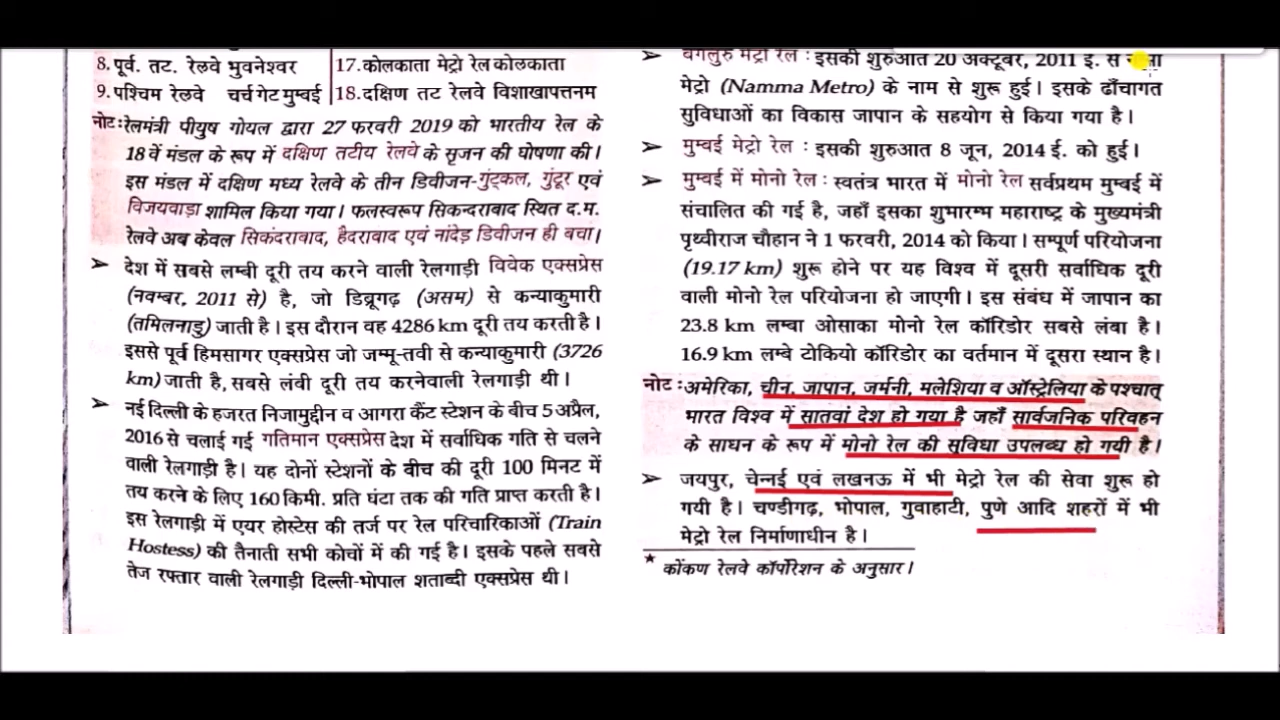 8. पूर्व. तट. रेलवे भुवनेश्वर
9. पश्चिम रेलवे चर्च गेट मुम्बई
17. कोलकाता मेट्रो रेल कोलकाता
18. दक्षिण तट रेलवे विशाखापत्तनम
नोट: रेलमंत्री पीयुष गोयल द्वारा 27 फरवरी 2019 को भारतीय रेल के
18 वें मंडल के रूप में दक्षिण तटीय रेलवे के सृजन की घोषणा की।
इस मंडल में दक्षिण मध्य रेलवे के तीन डिवीजन-गुंट्कल, गुंटूर एवं
विजयवाड़ा शामिल किया गया। फलस्वरूप सिकन्दराबाद स्थित द.म.
रेलवे अब केवल सिकंदराबाद, हैदराबाद एवं नांदेड़ डिवीजन ही बचा।
➤ देश में सबसे लम्बी दूरी तय करने वाली रेलगाड़ी विवेक एक्सप्रेस
(नवम्बर, 2011 से) है, जो डिब्रूगढ़ (असम) से कन्याकुमारी
(तमिलनाडु) जाती है। इस दौरान वह 4286 km दूरी तय करती है।
इससे पूर्व हिमसागर एक्सप्रेस जो जम्मू-तवी से कन्याकुमारी (3726
km) जाती है, सबसे लंबी दूरी तय करनेवाली रेलगाड़ी थी।
➤ नई दिल्ली के हजरत निजामुद्दीन व आगरा कैंट स्टेशन के बीच 5 अप्रैल,
2016 से चलाई गई गतिमान एक्सप्रेस देश में सर्वाधिक गति से चलने
वाली रेलगाड़ी है। यह दोनों स्टेशनों के बीच की दूरी 100 मिनट में
तय करने के लिए 160 किमी. प्रति घंटा तक की गति प्राप्त करती है।
इस रेलगाड़ी में एयर होस्टेस की तर्ज पर रेल परिचारिकाओं (Train
Hostess) की तैनाती सभी कोचों में की गई है। इसके पहले सबसे
तेज रफ्तार वाली रेलगाड़ी दिल्ली-भोपाल शताब्दी एक्सप्रेस थी।
➤ मेट्रो रेल : इसकी शुरुआत 20 अक्टूबर, 2011 ई. से
मेट्रो (Namma Metro) के नाम से शुरू हुई। इसके ढाँचागत
सुविधाओं का विकास जापान के सहयोग से किया गया है।
➤ मुम्बई मेट्रो रेल : इसकी शुरुआत 8 जून, 2014 ई. को हुई।
➤ मुम्बई में मोनो रेल : स्वतंत्र भारत में मोनो रेल सर्वप्रथम मुम्बई में
संचालित की गई है, जहाँ इसका शुभारम्भ महाराष्ट्र के मुख्यमंत्री
पृथ्वीराज चौहान ने 1 फरवरी, 2014 को किया। सम्पूर्ण परियोजना
(19.17 km) शुरू होने पर यह विश्व में दूसरी सर्वाधिक दूरी
वाली मोनो रेल परियोजना हो जाएगी। इस संबंध में जापान का
23.8 km लम्बा ओसाका मोनो रेल कॉरिडोर सबसे लंबा है।
16.9 km लम्बे टोकियो कॉरिडोर का वर्तमान में दूसरा स्थान है।
नोट : अमेरिका, चीन, जापान, जर्मनी, मलेशिया व ऑस्ट्रेलिया के पश्चात्
भारत विश्व में सातवां देश हो गया है जहाँ सार्वजनिक परिवहन
के साधन के रूप में मोनो रेल की सुविधा उपलब्ध हो गयी है।
➤ जयपुर, चेन्नई एवं लखनऊ में भी मेट्रो रेल की सेवा शुरू हो
गयी है। चण्डीगढ़, भोपाल, गुवाहाटी, पुणे आदि शहरों में भी
मेट्रो रेल निर्माणाधीन है।
* कोंकण रेलवे कॉर्पोरेशन के अनुसार।